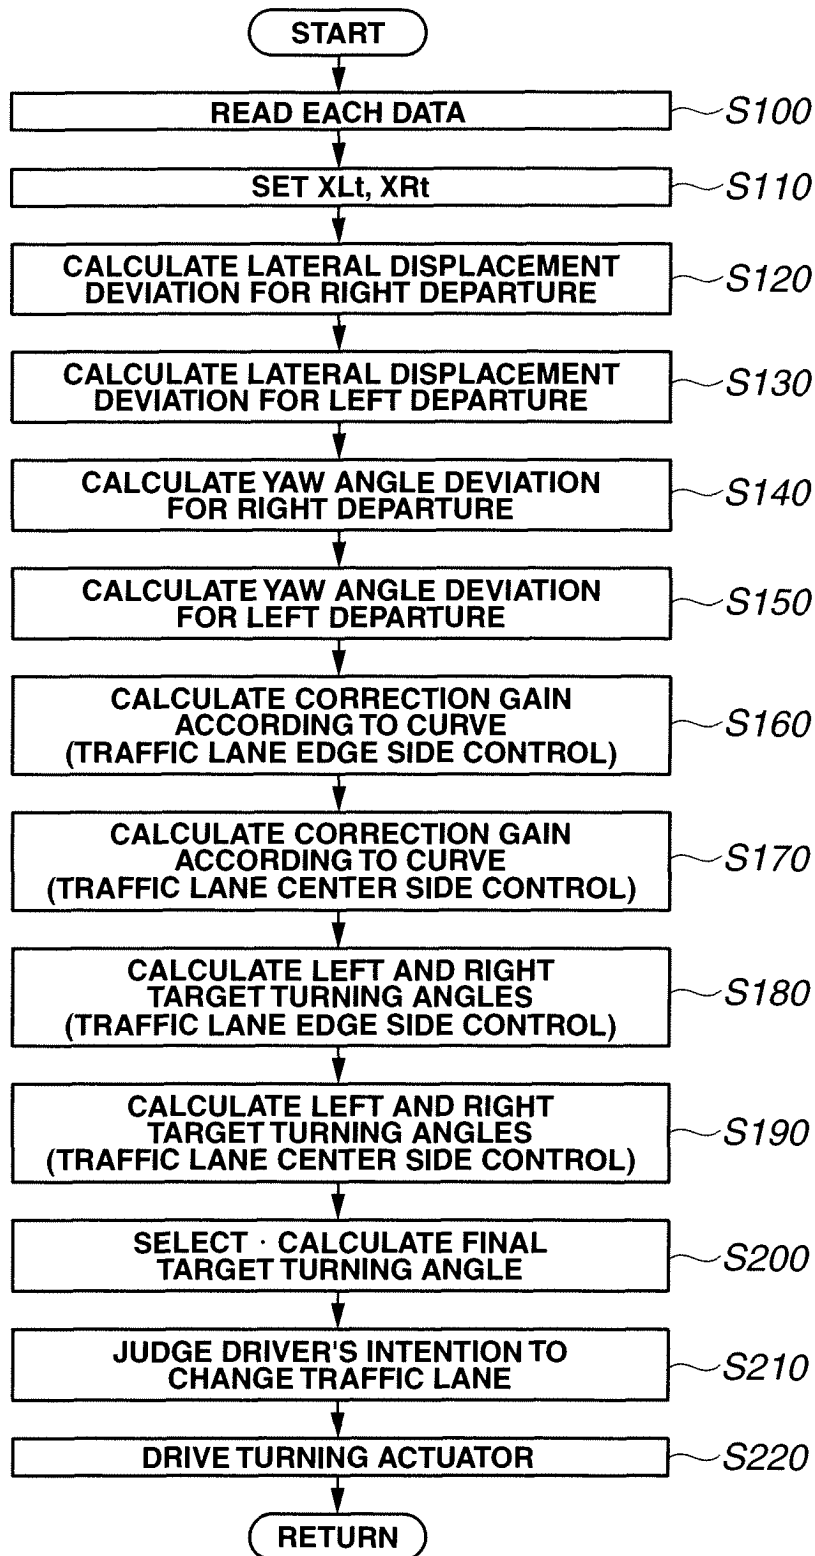 START
READ EACH DATA
S100
SET XLt, XRt
S110
CALCULATE LATERAL DISPLACEMENT
DEVIATION FOR RIGHT DEPARTURE
S120
CALCULATE LATERAL DISPLACEMENT
DEVIATION FOR LEFT DEPARTURE
S130
CALCULATE YAW ANGLE DEVIATION
FOR RIGHT DEPARTURE
S140
CALCULATE YAW ANGLE DEVIATION
FOR LEFT DEPARTURE
S150
CALCULATE CORRECTION GAIN
ACCORDING TO CURVE
(TRAFFIC LANE EDGE SIDE CONTROL)
S160
CALCULATE CORRECTION GAIN
ACCORDING TO CURVE
(TRAFFIC LANE CENTER SIDE CONTROL)
S170
CALCULATE LEFT AND RIGHT
TARGET TURNING ANGLES
(TRAFFIC LANE EDGE SIDE CONTROL)
S180
CALCULATE LEFT AND RIGHT
TARGET TURNING ANGLES
(TRAFFIC LANE CENTER SIDE CONTROL)
S190
SELECT · CALCULATE FINAL
TARGET TURNING ANGLE
S200
JUDGE DRIVER'S INTENTION TO
CHANGE TRAFFIC LANE
S210
DRIVE TURNING ACTUATOR
S220
RETURN